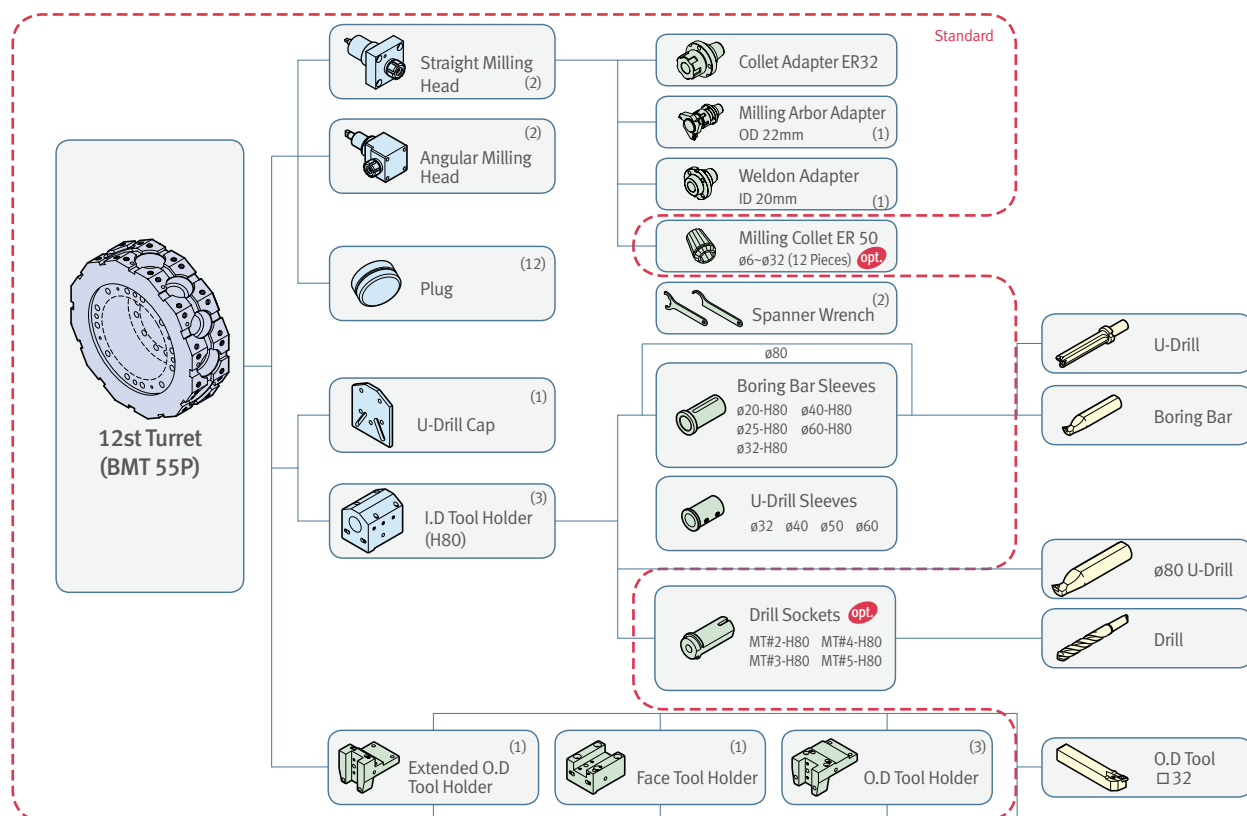 Standard
Straight Milling
Head
(2)
Collet Adapter ER32
Milling Arbor Adapter
OD 22mm
(1)
(2)
Angular Milling
Head
Weldon Adapter
ID 20mm
(1)
Milling Collet ER 50
ø6~ø32 (12 Pieces) opt.
(12)
Plug
(2)
Spanner Wrench
U-Drill
ø80
12st Turret
(BMT 55P)
(1)
U-Drill Cap
Boring Bar Sleeves
ø20-H80 ø40-H80
ø25-H80 ø60-H80
ø32-H80
Boring Bar
(3)
I.D Tool Holder
(H80)
U-Drill Sleeves
ø32 ø40 ø50 ø60
ø80 U-Drill
Drill Sockets opt.
MT#2-H80 MT#4-H80
MT#3-H80 MT#5-H80
Drill
(1)
Extended O.D
Tool Holder
(1)
Face Tool Holder
(3)
O.D Tool Holder
O.D Tool
□ 32